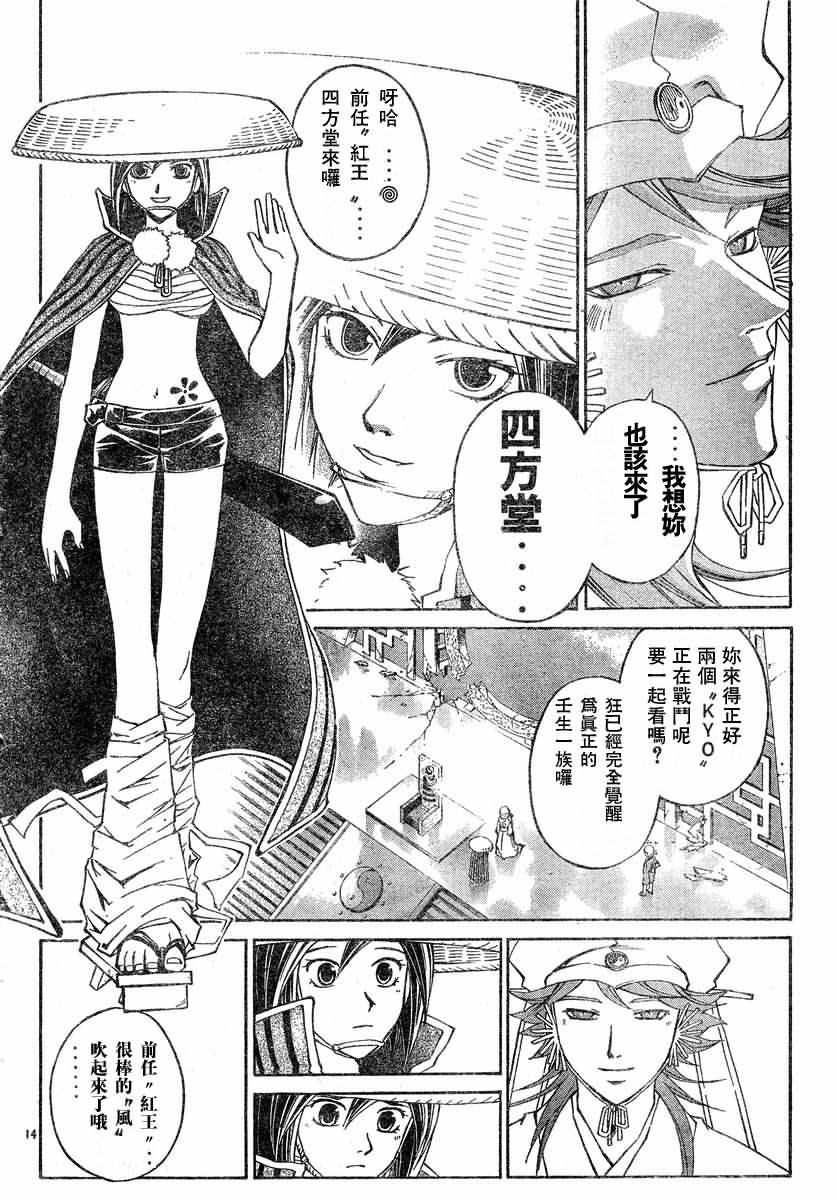 ....我想妳
也該來了
四方堂....
呀哈....
前任〝紅王〞....
四方堂來囉
妳來得正好
兩個〝KYO〞
正在戰鬥呢
要一起看嗎？
狂已經完全覺醒
為真正的
壬生一族囉
前任〝紅王〞..
很棒的〝風〞
吹起來了哦
......
14